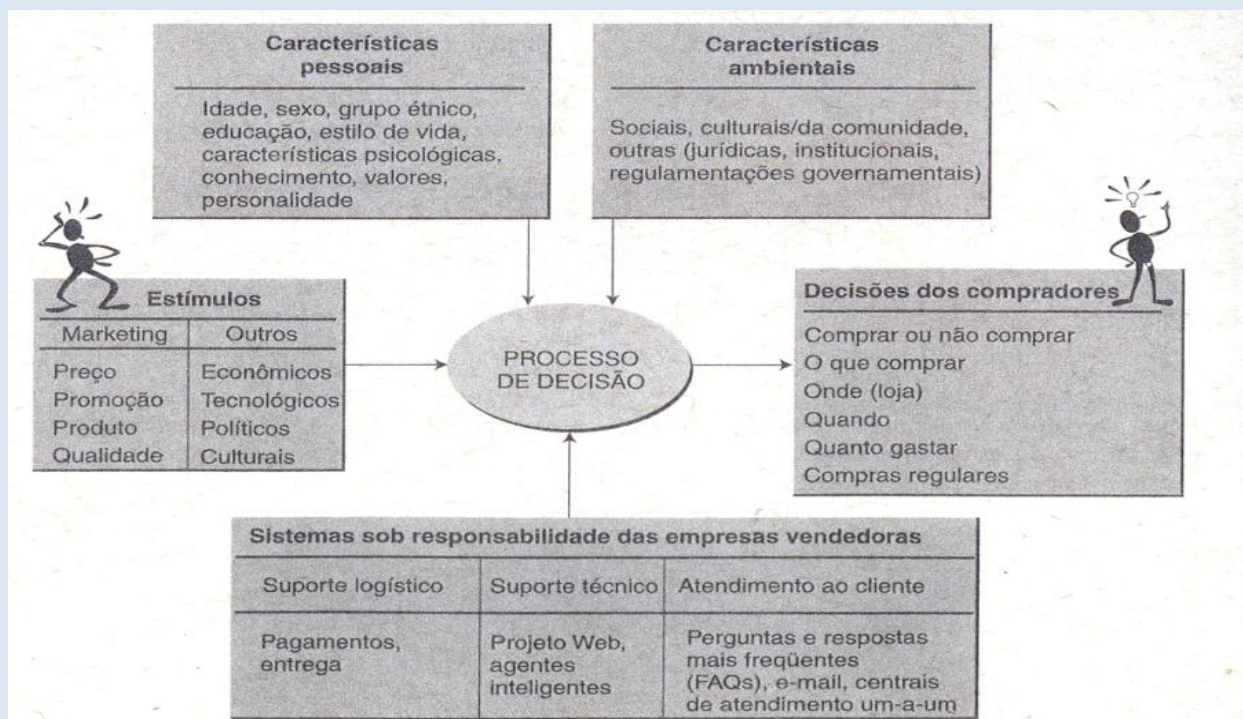 Características
pessoais
Idade, sexo, grupo étnico,
educação, estilo de vida,
características psicológicas,
conhecimento, valores,
personalidade
Características
ambientais
Sociais, culturais/da comunidade,
outras (jurídicas, institucionais,
regulamentações governamentais)
Estímulos
Marketing Outros
Preço Econômicos
Promoção Tecnológicos
Produto Políticos
Qualidade Culturais
PROCESSO
DE DECISÃO
Decisões dos compradores
Comprar ou não comprar
O que comprar
Onde (loja)
Quando
Quanto gastar
Compras regulares
Sistemas sob responsabilidade das empresas vendedoras
Suporte logístico
Pagamentos,
entrega
Suporte técnico
Projeto Web,
agentes
inteligentes
Atendimento ao cliente
Perguntas e respostas
mais freqüentes
(FAQs), e-mail, centrais
de atendimento um-a-um